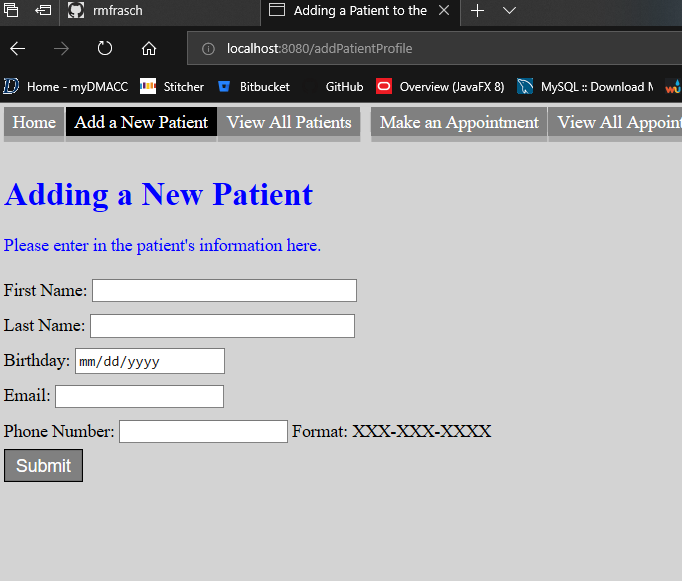 rmfrasch Adding a Patient to the
localhost:8080/addPatientProfile
Home - myDMACC Stitcher Bitbucket GitHub Overview (JavaFX 8) MySQL :: Download M
Home Add a New Patient View All Patients Make an Appointment View All Appoint
Adding a New Patient
Please enter in the patient's information here.
First Name:
Last Name:
Birthday: mm/dd/yyyy
Email:
Phone Number: Format: XXX-XXX-XXXX
Submit